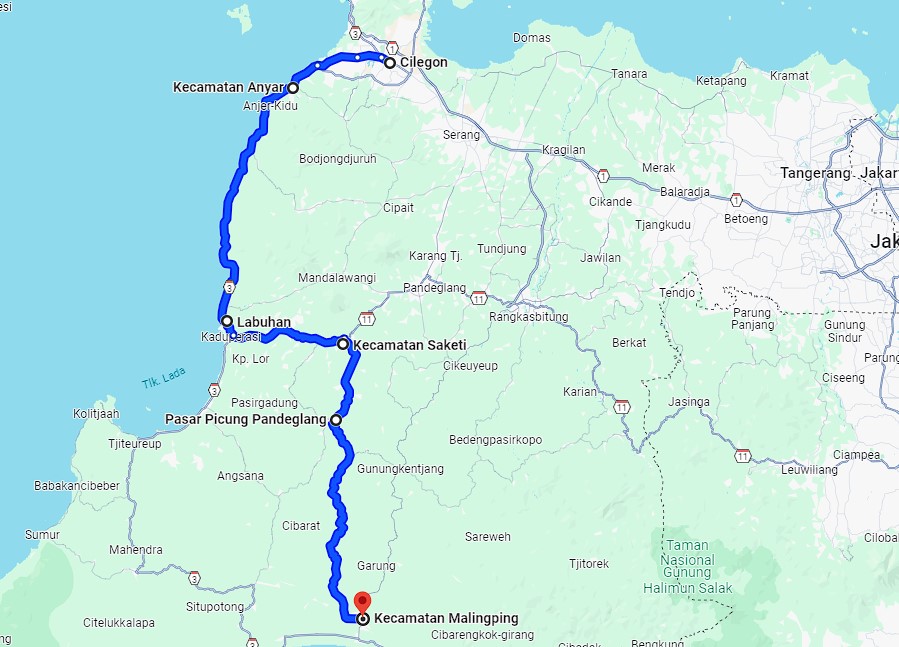 esi
3
1
Domas
Cilegon
Tanara
Ketapang
Kramat
Kecamatan Anyar
Anjer-Kidu
Serang
Kragilan
Bodjongdjuruh
Merak
1
Tangerang
Jakar
Balaradja
1
Cikande
Betoeng
Cipait
Tjangkudu
Tundjung
Jak
Karang Tj.
Jawilan
Mandalawangi
3
Pandeglang
11
Tendjo
Rangkasbitung
Parung
Panjang
11
Labuhan
Gunung
Sindur
Kecamatan Saketi
Berkat
Kp. Lor
Parung
Cikeuyeup
Tlk. Lada
Ciseeng
3
Karian
Pasirgadung
Jasinga
11
Kolitjaah
Pasar Picung Pandeglang
Tjiteureup
Bedengpasirkopo
Ciampea
11
Leuwiliang
Gunungkentjang
Angsana
Babakancibeber
Cibarat
Sumur
Sareweh
Cilobal
Mahendra
Taman
Nasional
Gunung
Halimun Salak
Garung
Tjitorek
3
Situpotong
Kecamatan Malingping
Citelukkalapa
Cibarengkok-girang
ng
3
Bengkung